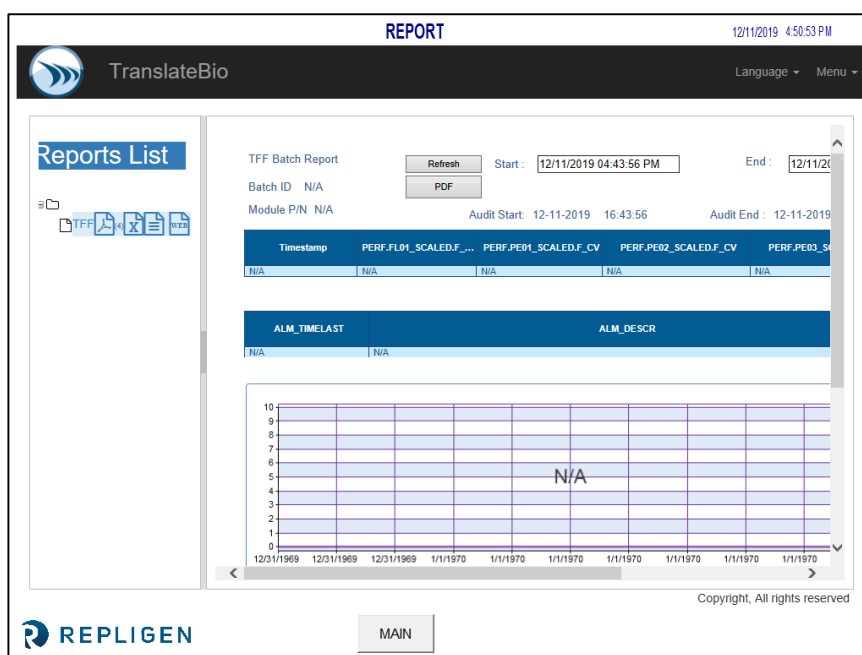 REPORT 12/11/2019 4:50:53 PM
TranslateBio Language Menu
Reports List
TFF (4) WEB
TFF Batch Report Refresh Start : 12/11/2019 04:43:56 PM End : 12/11/20
Batch ID N/A PDF
Module P/N N/A Audit Start: 12-11-2019 16:43:56 Audit End : 12-11-2019
Timestamp PERF.FL01_SCALED.F_... PERF.PE01_SCALED.F_CV PERF.PE02_SCALED.F_CV PERF.PE03_S
N/A N/A N/A N/A N/A
ALM_TIMELAST ALM_DESCR
N/A N/A
10
9
8
7
6
5
4
3
2
1
0
N/A
12/31/1969 12/31/1969 12/31/1969 1/1/1970 1/1/1970 1/1/1970 1/1/1970 1/1/1970 1/1/1970 1/1/1970
Copyright, All rights reserved
REPLIGEN MAIN